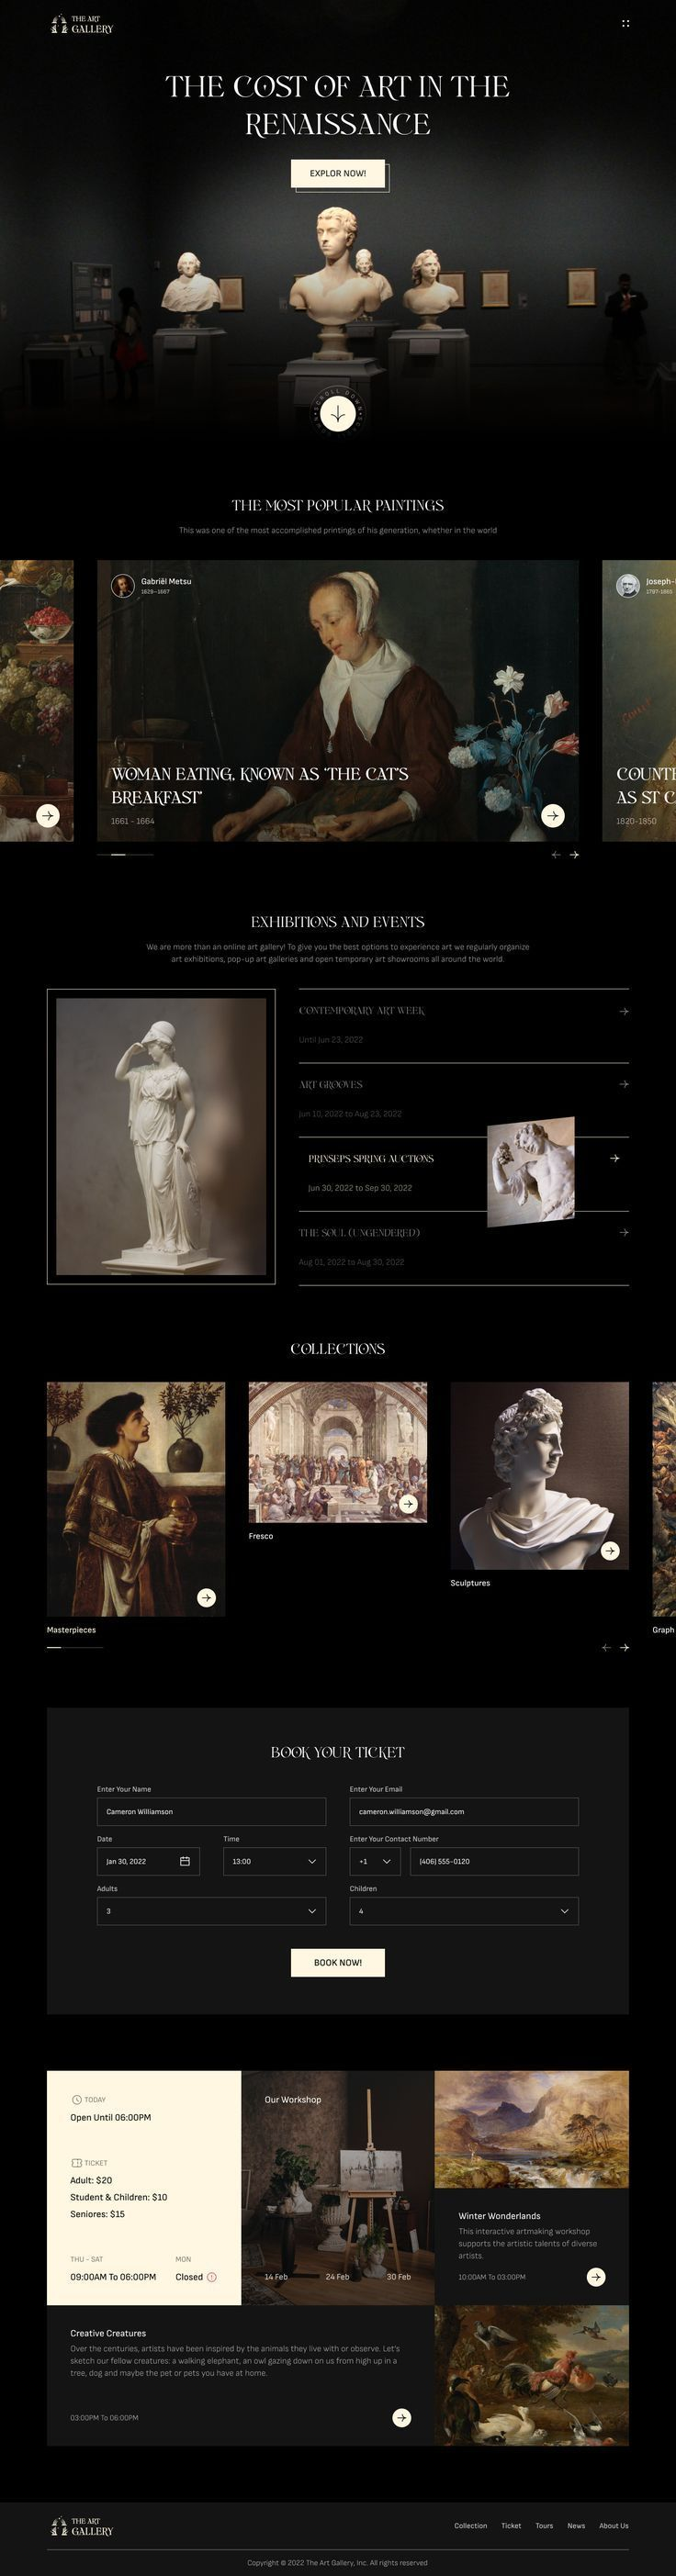 THE ART
GALLERY
THE COST OF ART IN THE
RENAISSANCE
EXPLOR NOW!
SCROLL DOWN
THE MOST POPULAR PAINTINGS
This was one of the most accomplished printings of his generation, whether in the world
Gabriël Metsu
1629-1667
Joseph-
1797-1865
WOMAN EATING, KNOWN AS 'THE CAT'S
BREAKFAST'
1661 - 1664
COUNTE
AS ST C
1820-1850
EXHIBITIONS AND EVENTS
We are more than an online art gallery! To give you the best options to experience art we regularly organize
art exhibitions, pop-up art galleries and open temporary art showrooms all around the world.
CONTEMPORARY ART WEEK
Until Jun 23, 2022
ART GROOVES
Jun 10, 2022 to Aug 23, 2022
PRINSEPS SPRING AUCTIONS
Jun 30, 2022 to Sep 30, 2022
THE SOUL (UNGENDERED)
Aug 01, 2022 to Aug 30, 2022
COLLECTIONS
Fresco
Sculptures
Masterpieces
Graph
BOOK YOUR TICKET
Enter Your Name
Enter Your Email
Cameron Williamson
cameron.williamson@gmail.com
Date
Time
Enter Your Contact Number
Jan 30, 2022
13:00
+1
(406) 555-0120
Adults
Children
3
4
BOOK NOW!
TODAY
Open Until 06:00PM
TICKET
Adult: $20
Student & Children: $10
Seniores: $15
THU - SAT
MON
09:00AM To 06:00PM
Closed
Our Workshop
14 Feb
24 Feb
30 Feb
Winter Wonderlands
This interactive artmaking workshop
supports the artistic talents of diverse
artists.
10:00AM To 03:00PM
Creative Creatures
Over the centuries, artists have been inspired by the animals they live with or observe. Let's
sketch our fellow creatures: a walking elephant, an owl gazing down on us from high up in a
tree, dog and maybe the pet or pets you have at home.
03:00PM To 06:00PM
THE ART
GALLERY
Collection
Ticket
Tours
News
About Us
Copyright © 2022 The Art Gallery, Inc. All rights reserved